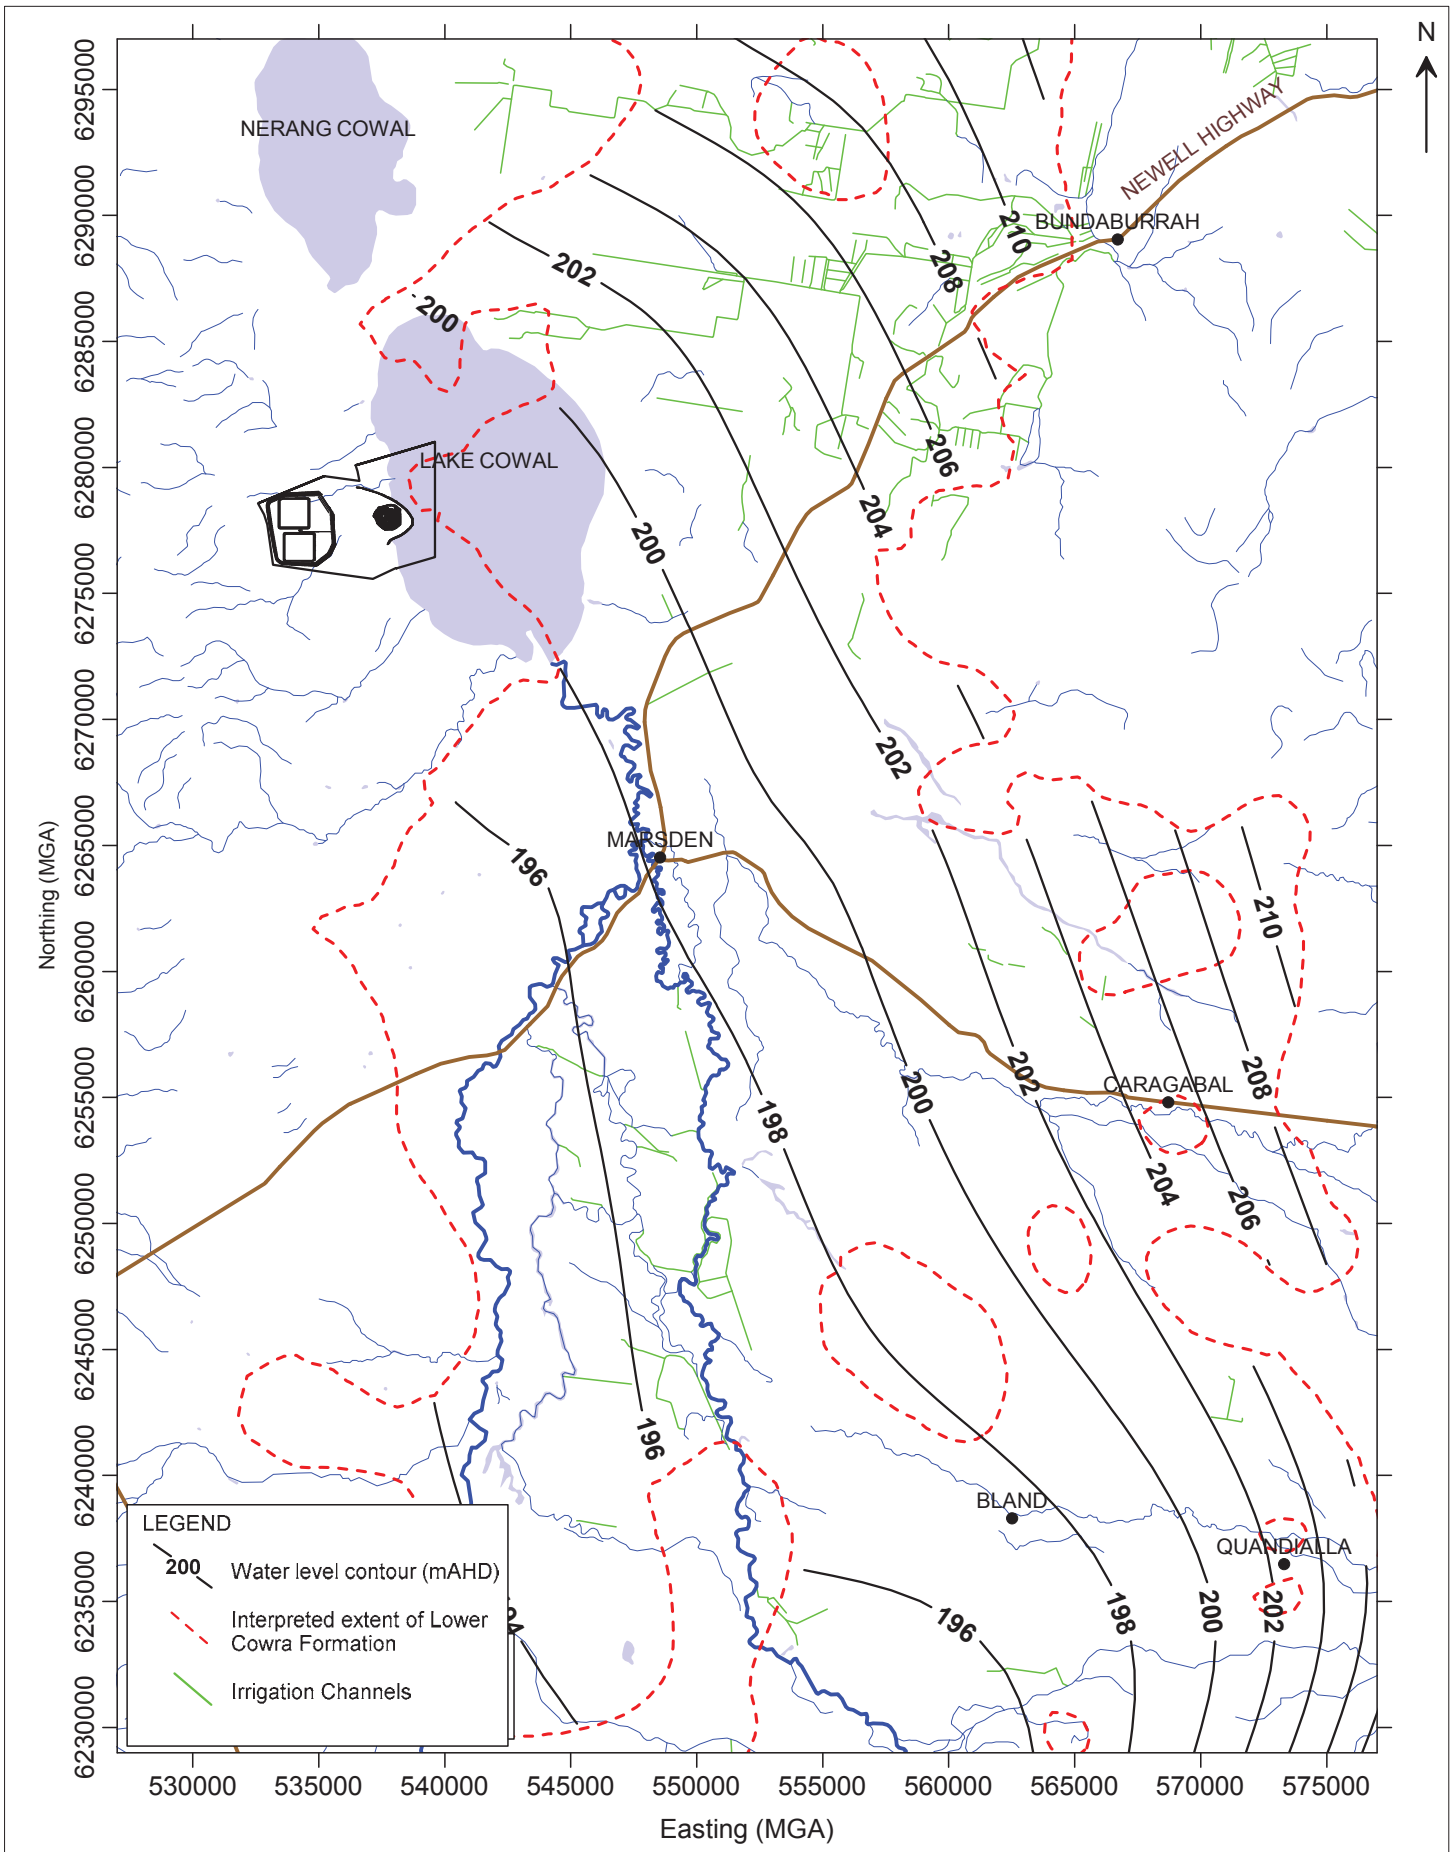 N
NERANG COWAL
NEWELL HIGHWAY
BUNDABURRAH
210
208
202
200
206
LAKE COWAL
204
200
202
MARSDEN
196
210
208
202
CARAGABAL
200
198
204
206
196
BLAND
QUANDIALLA
198
200
202
196
LEGEND
200
Water level contour (mAHD)
Interpreted extent of Lower
Cowra Formation
Irrigation Channels
6295000
6290000
6285000
6280000
6275000
6270000
6265000
6260000
6255000
6250000
6245000
6240000
6235000
6230000
Northing (MGA)
530000
535000
540000
545000
550000
555000
560000
565000
570000
575000
Easting (MGA)